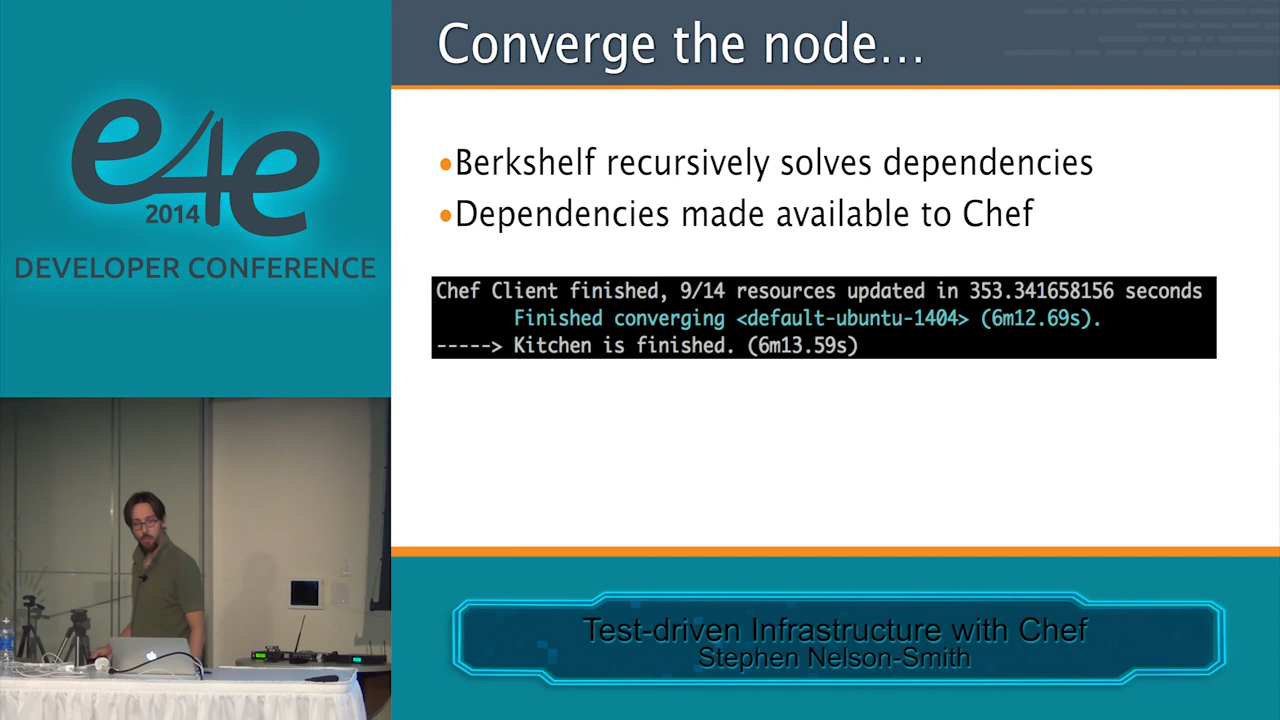 Converge the node...
•Berkshelf recursively solves dependencies
•Dependencies made available to Chef
Chef Client finished, 9/14 resources updated in 353.341658156 seconds
Finished converging <default-ubuntu-1404> (6m12.69s).
-----> Kitchen is finished. (6m13.59s)
e4e
2014
DEVELOPER CONFERENCE
Test-driven Infrastructure with Chef
Stephen Nelson-Smith